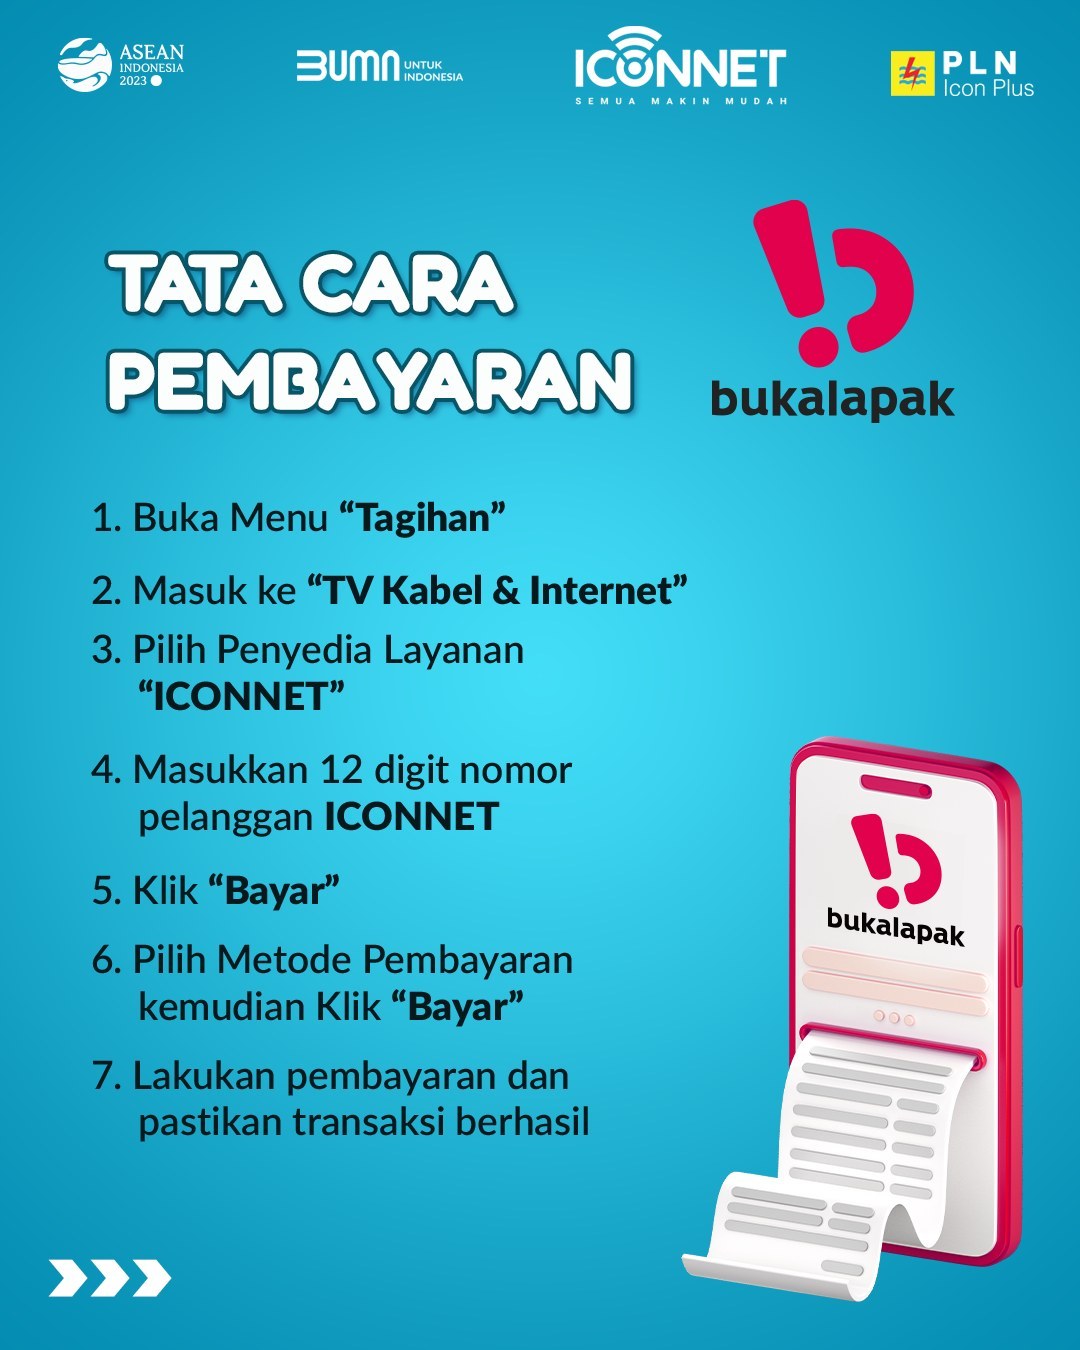 ASEAN
INDONESIA
2023
BUMN UNTUK
INDONESIA
ICONNET
SEMUA MAKIN MUDAH
PLN
Icon Plus
TATA CARA
PEMBAYARAN
bukalapak
1. Buka Menu “Tagihan”
2. Masuk ke “TV Kabel & Internet”
3. Pilih Penyedia Layanan
“ICONNET”
4. Masukkan 12 digit nomor
pelanggan ICONNET
5. Klik “Bayar”
6. Pilih Metode Pembayaran
kemudian Klik “Bayar”
7. Lakukan pembayaran dan
pastikan transaksi berhasil
bukalapak